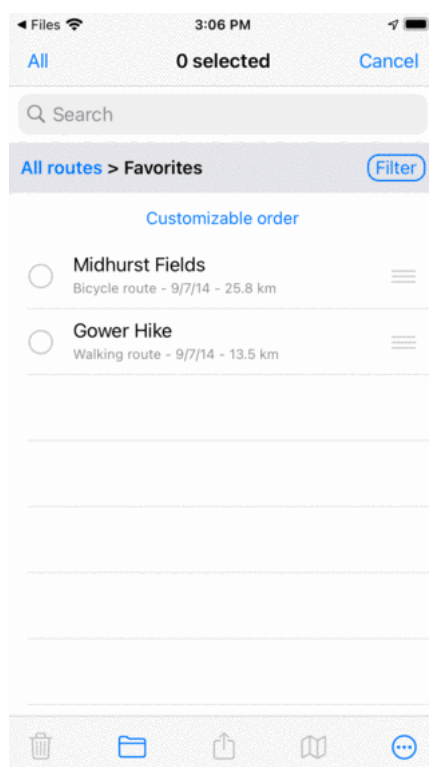 Files 3:06 PM
All 0 selected Cancel
Search
All routes > Favorites Filter
Customizable order
Midhurst Fields
Bicycle route - 9/7/14 - 25.8 km
Gower Hike
Walking route - 9/7/14 - 13.5 km